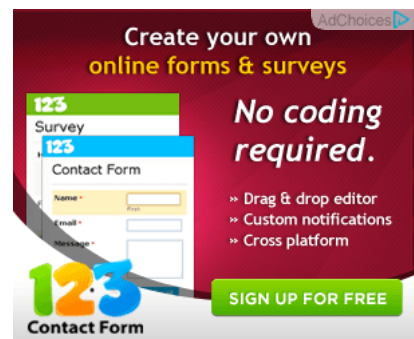 AdChoices
Create your own
online forms & surveys
No coding
required.
» Drag & drop editor
» Custom notifications
» Cross platform
123
Survey
123
Contact Form
Name *
First
Email *
Message *
123
Contact Form
SIGN UP FOR FREE